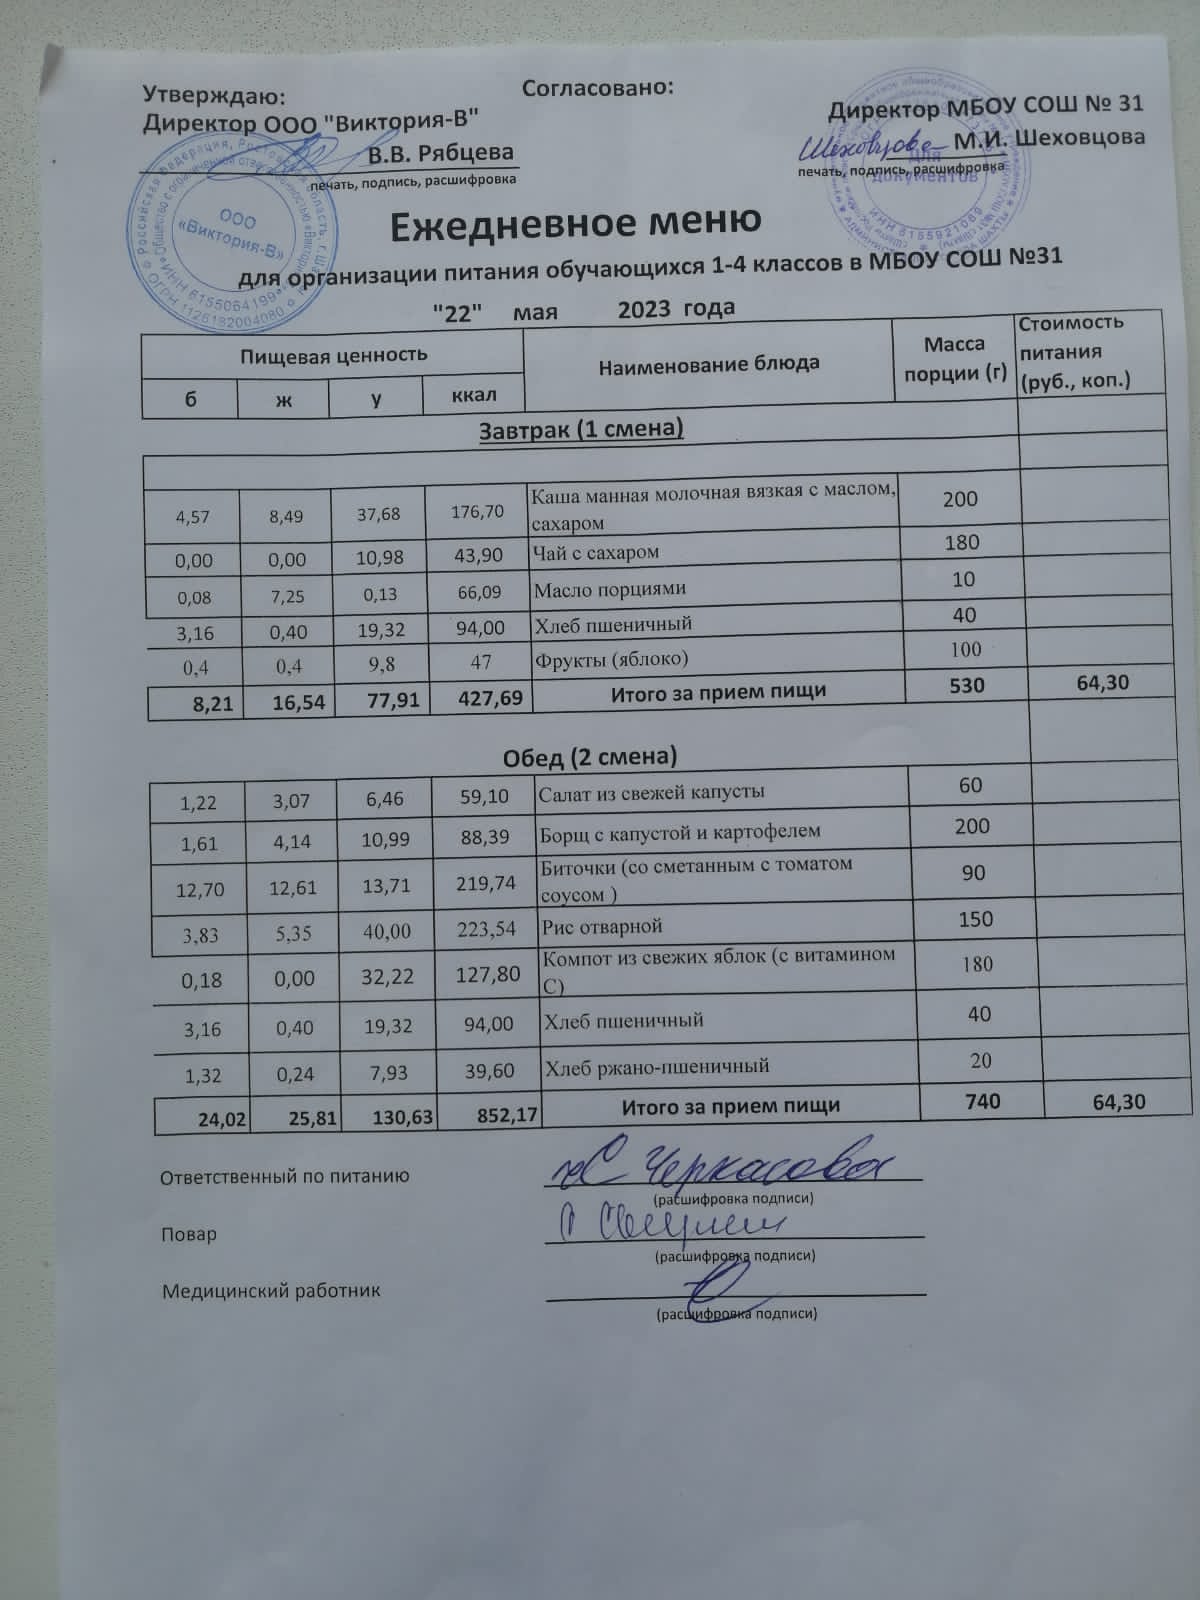 Утверждаю:
Согласовано:
Директор ООО "Виктория-В"
Директор МБОУ СОШ № 31
В.В. Рябцева
Шеховцова М.И. Шеховцова
печать, подпись, расшифровка
печать, подпись, расшифровка
ООО «Виктория-В»
ИНН 6155064199
ОГРН 1126182004080
Для документов
ИНН 6155921069
Ежедневное меню
для организации питания обучающихся 1-4 классов в МБОУ СОШ №31
"22" мая 2023 года
Пищевая ценность Наименование блюда Масса порции (г) Стоимость питания (руб., коп.)
б ж у ккал
Завтрак (1 смена)
4,57 8,49 37,68 176,70 Каша манная молочная вязкая с маслом, сахаром 200
0,00 0,00 10,98 43,90 Чай с сахаром 180
0,08 7,25 0,13 66,09 Масло порциями 10
3,16 0,40 19,32 94,00 Хлеб пшеничный 40
0,4 0,4 9,8 47 Фрукты (яблоко) 100
8,21 16,54 77,91 427,69 Итого за прием пищи 530 64,30
Обед (2 смена)
1,22 3,07 6,46 59,10 Салат из свежей капусты 60
1,61 4,14 10,99 88,39 Борщ с капустой и картофелем 200
12,70 12,61 13,71 219,74 Биточки (со сметанным с томатом соусом ) 90
3,83 5,35 40,00 223,54 Рис отварной 150
0,18 0,00 32,22 127,80 Компот из свежих яблок (с витамином С) 180
3,16 0,40 19,32 94,00 Хлеб пшеничный 40
1,32 0,24 7,93 39,60 Хлеб ржано-пшеничный 20
24,02 25,81 130,63 852,17 Итого за прием пищи 740 64,30
Ответственный по питанию Черкасова
(расшифровка подписи)
Повар
(расшифровка подписи)
Медицинский работник
(расшифровка подписи)